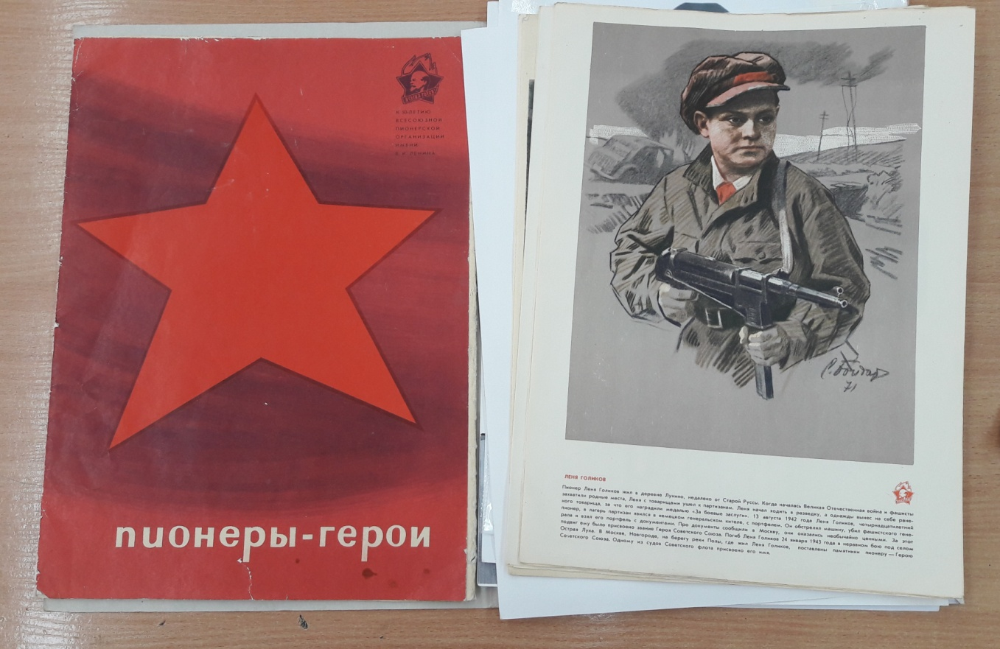 К 50-ЛЕТИЮ
ВСЕСОЮЗНОЙ
ПИОНЕРСКОЙ
ОРГАНИЗАЦИИ
ИМЕНИ
В. И. ЛЕНИНА
пионеры-герои
71
ЛЕНЯ ГОЛИКОВ
Пионер Леня Голиков жил в деревне Лукино, недалеко от Старой Руссы. Когда началась Великая Отечественная война и фашисты
захватили родные места, Леня с товарищами ушел к партизанам. Леня начал ходить в разведку, а однажды вынес на себе ране-
ного товарища, за что его наградили медалью «За боевые заслуги». 13 августа 1942 года Леня Голиков, четырнадцатилетний
пионер, в лагерь партизан явился в немецком генеральском кителе, с портфелем. Он обстрелял машину, убил фашистского гене-
рала и взял его портфель с документами. Про документы сообщили в Москву, они оказались необычайно ценными. За этот
подвиг ему было присвоено звание Героя Советского Союза. Погиб Леня Голиков 24 января 1943 года в неравном бою под селом
Острая Лука. В Москве, Новгороде, на берегу реки Полы, где жил Леня Голиков, поставлены памятники пионеру — Герою
Советского Союза. Одному из судов Советского флота присвоено его имя.